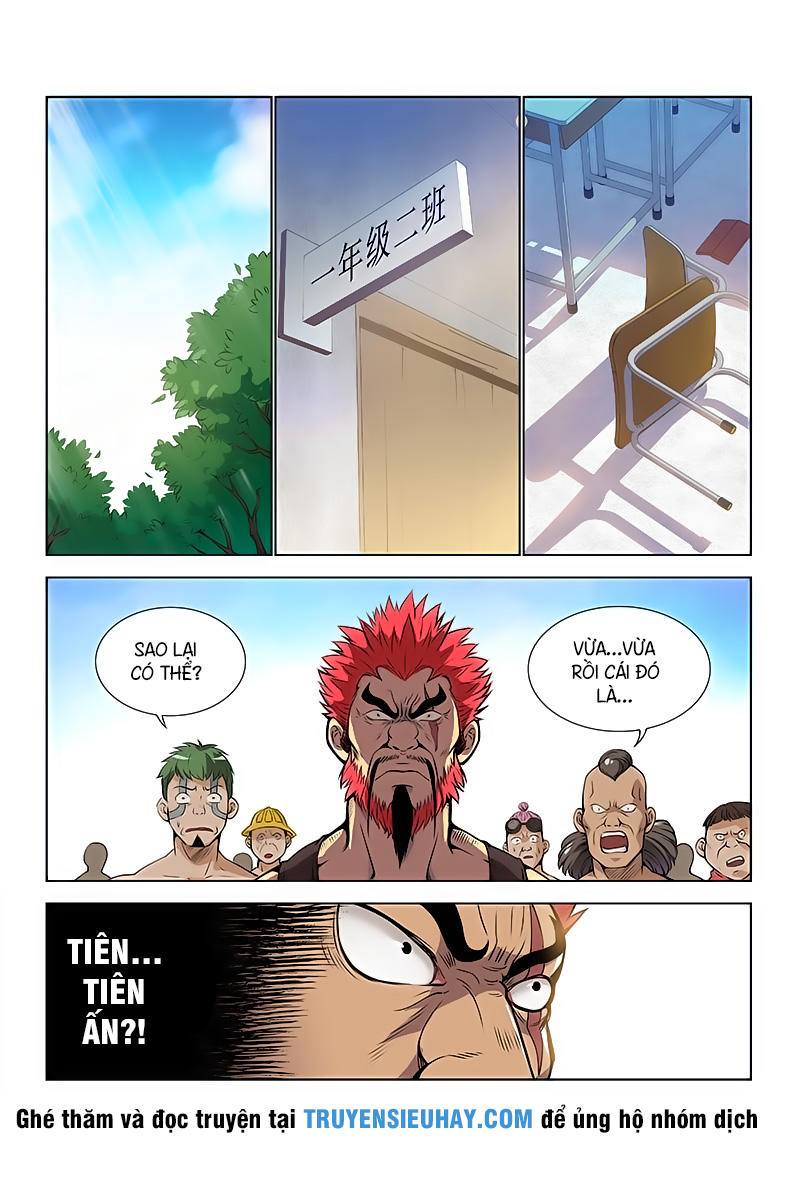 一年级二班
SAO LẠI
CÓ THỂ?
VỪA...VỪA
RỒI CÁI ĐÓ
LÀ...
TIÊN...
TIÊN
ẤN?!
Ghé thăm và đọc truyện tại TRUYENSIEUHAY.COM để ủng hộ nhóm dịch